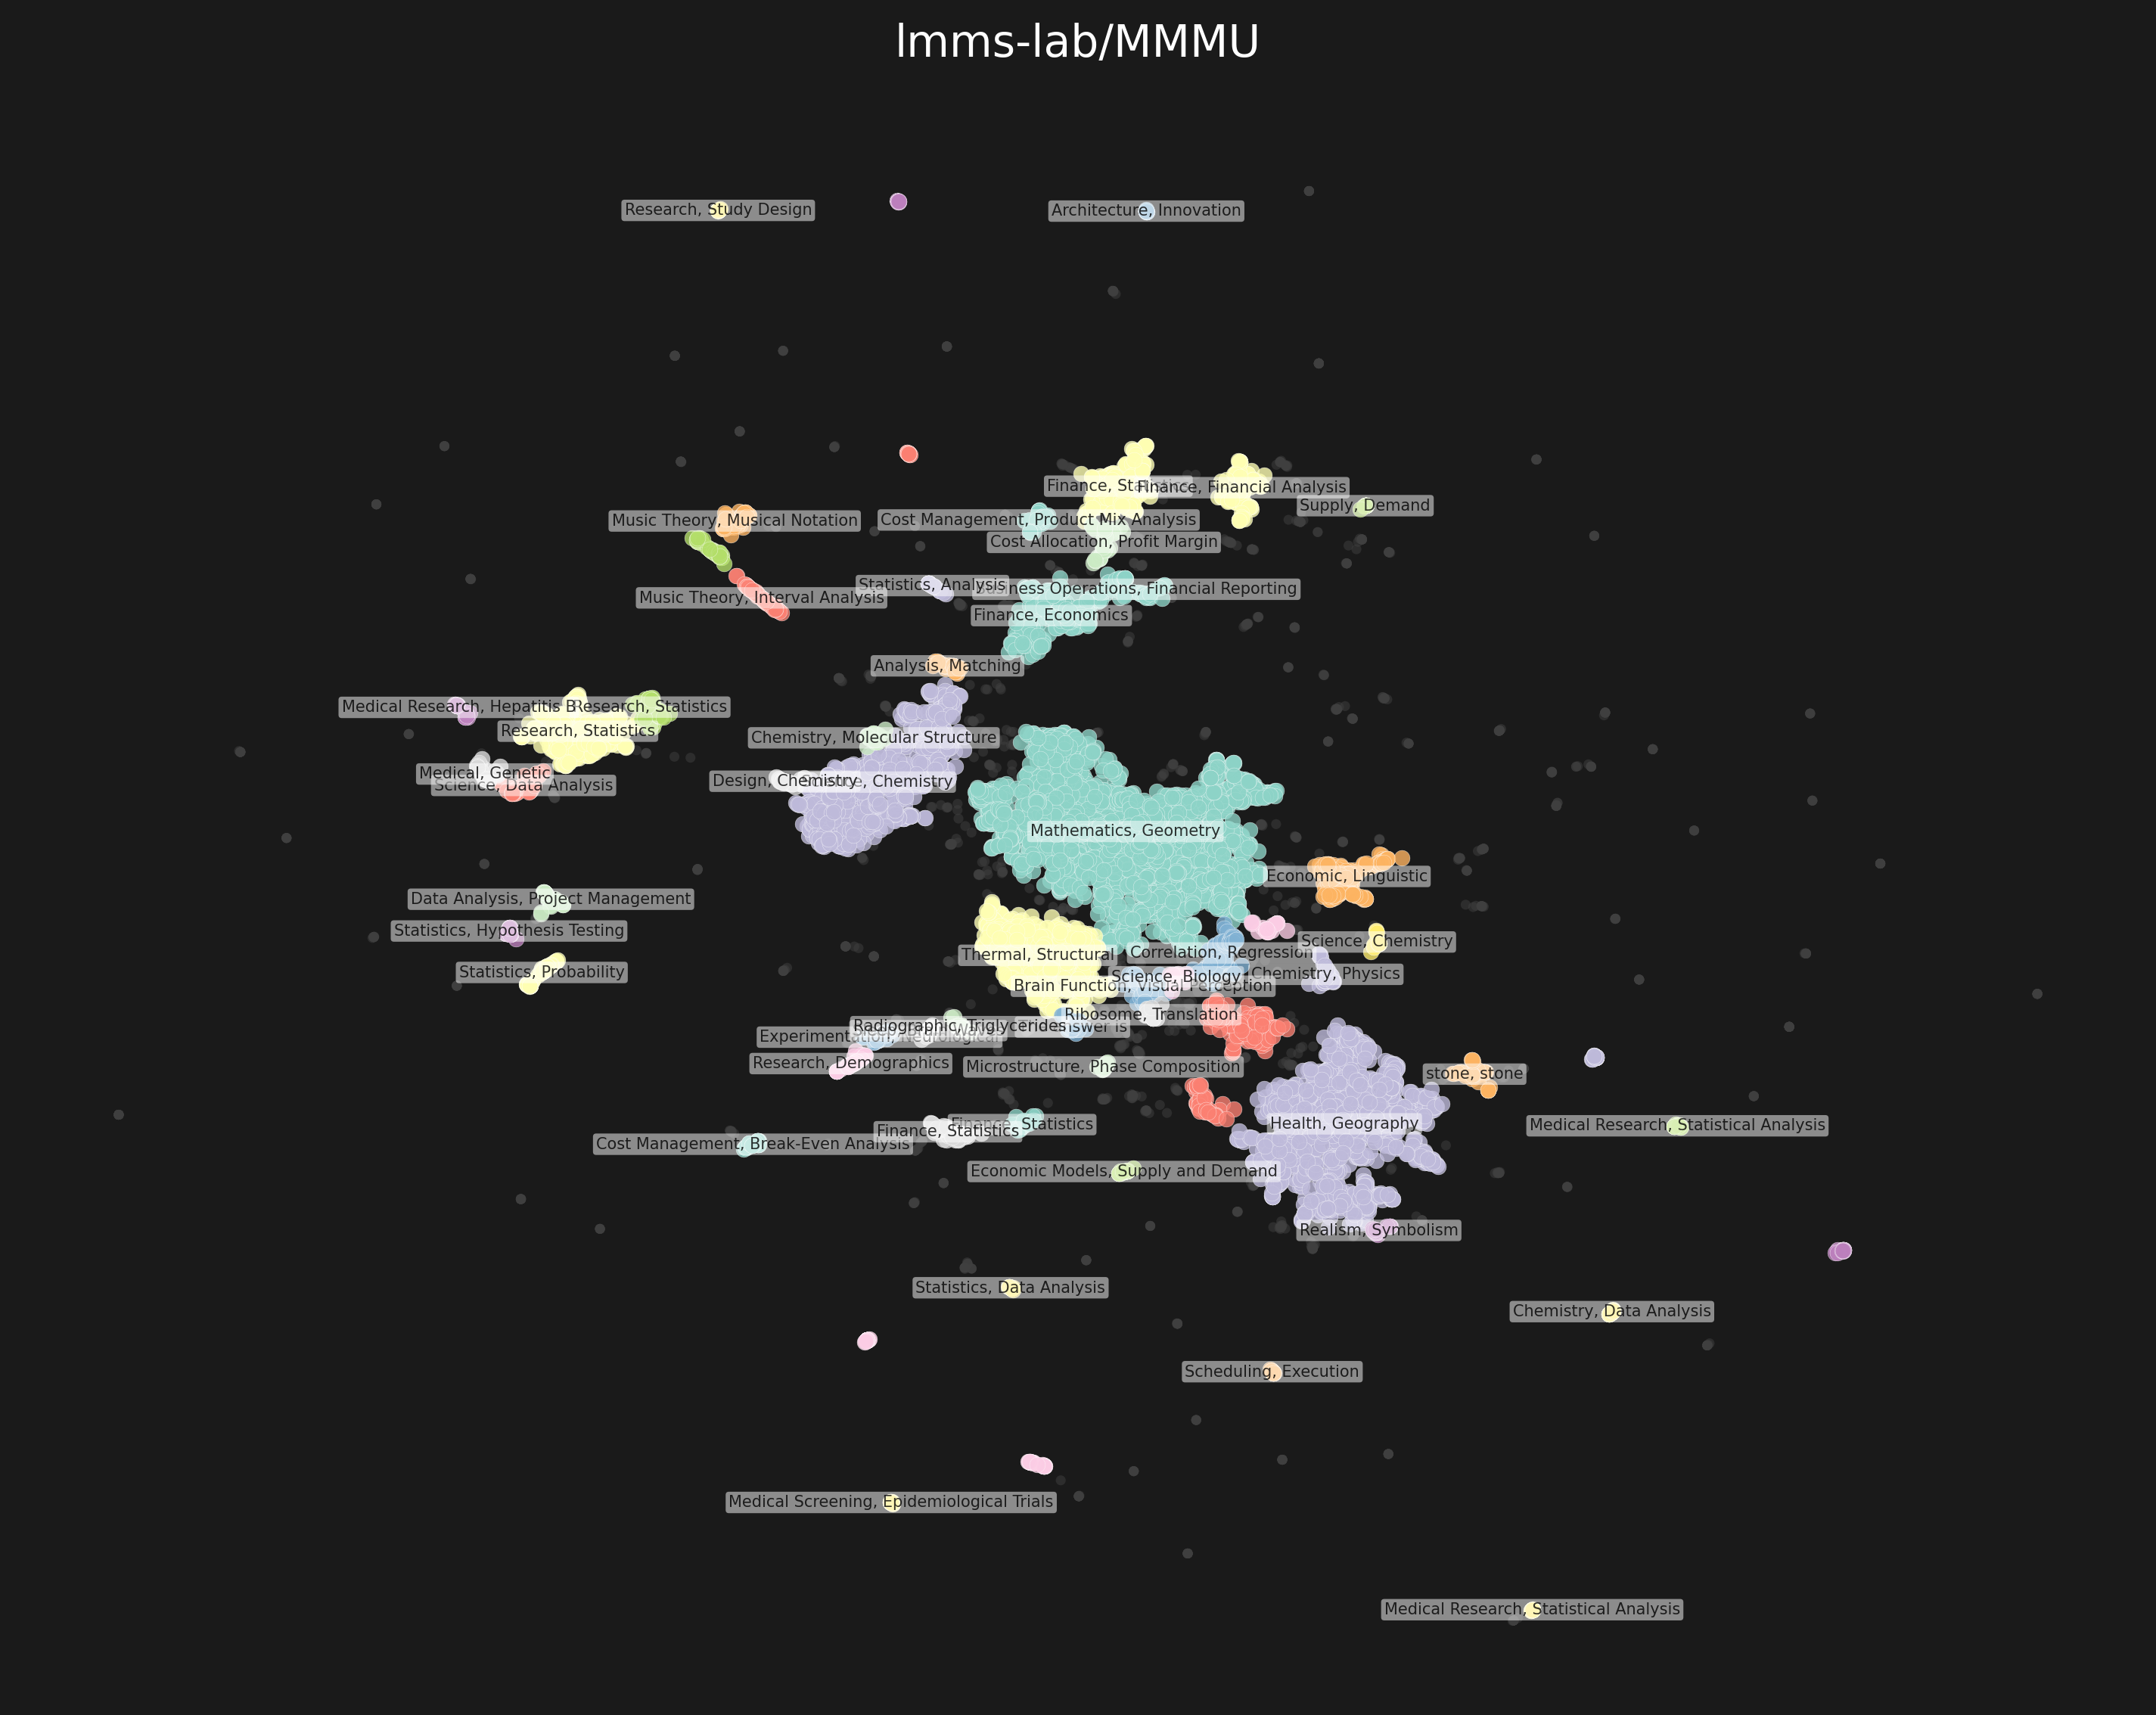 lmms-lab/MMMU
Research, Study Design
Architecture, Innovation
Finance, Sta
Finance, Financial Analysis
Supply, Demand
Music Theory, Musical Notation
Cost Management, Product Mix Analysis
Cost Allocation, Profit Margin
Statistics, Analysis
Business Operations, Financial Reporting
Music Theory, Interval Analysis
Finance, Economics
Analysis, Matching
Medical Research, Hepatitis B
Research, Statistics
Research, Statistics
Chemistry, Molecular Structure
Medical, Genetic
Science, Data Analysis
Design, Chemistry
Science, Chemistry
Mathematics, Geometry
Economic, Linguistic
Data Analysis, Project Management
Statistics, Hypothesis Testing
Science, Chemistry
Thermal, Structural
Correlation, Regression
Statistics, Probability
Science, Biology
Chemistry, Physics
Brain Function, Visual Perception
Ribosome, Translation
Radiographic, Triglycerides
wer is
Experimentation, Neurological
Research, Demographics
Microstructure, Phase Composition
stone, stone
Health, Geography
Finance, Statistics
Finance, Statistics
Medical Research, Statistical Analysis
Cost Management, Break-Even Analysis
Economic Models, Supply and Demand
Realism, Symbolism
Statistics, Data Analysis
Chemistry, Data Analysis
Scheduling, Execution
Medical Screening, Epidemiological Trials
Medical Research, Statistical Analysis